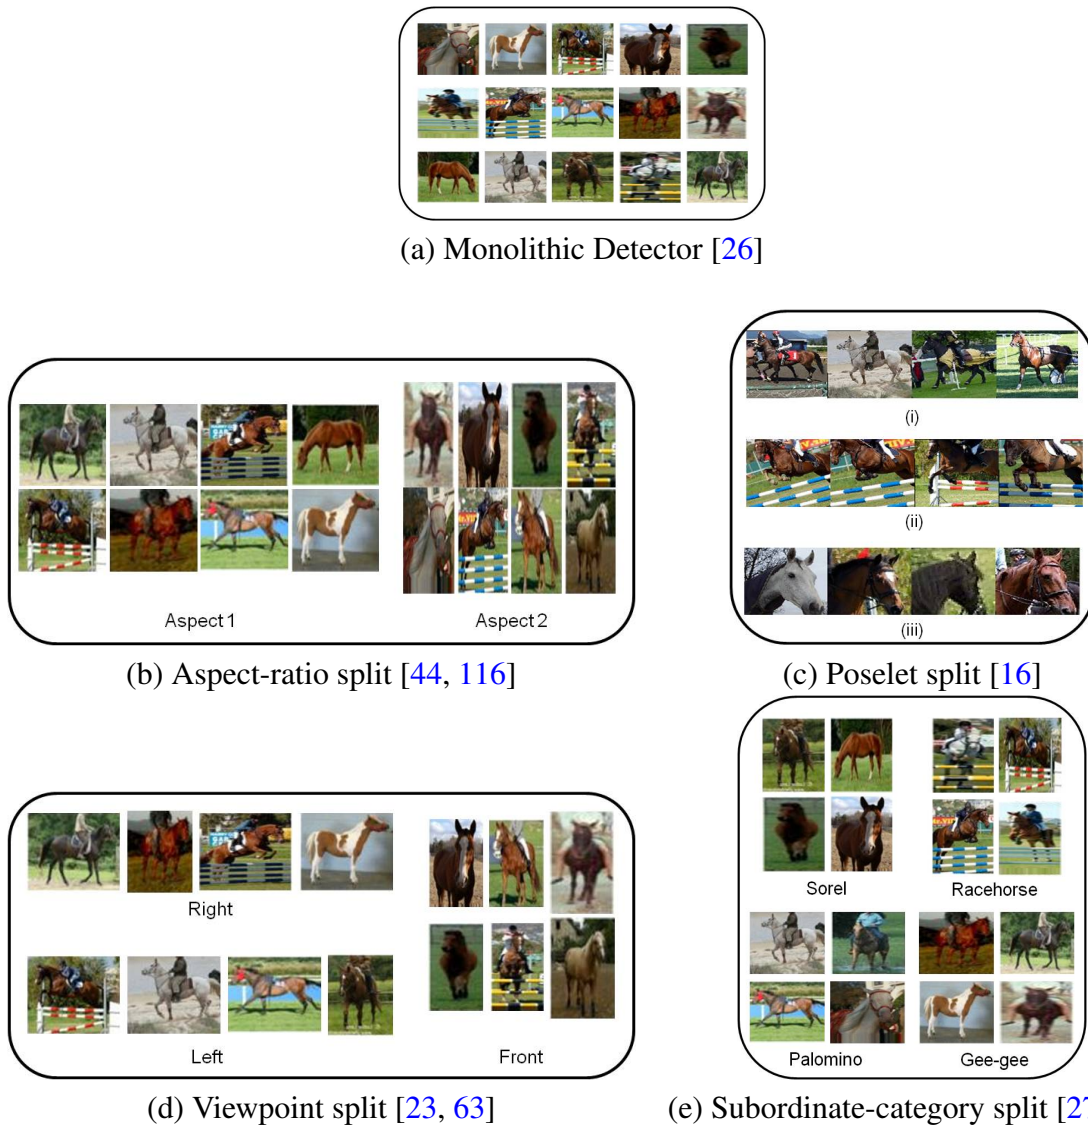 (a) Monolithic Detector [26]
(i)
(ii)
(iii)
Aspect 1
Aspect 2
(b) Aspect-ratio split [44, 116]
(c) Poselet split [16]
Right
Left
Front
Sorel
Racehorse
Palomino
Gee-gee
(d) Viewpoint split [23, 63]
(e) Subordinate-category split [27